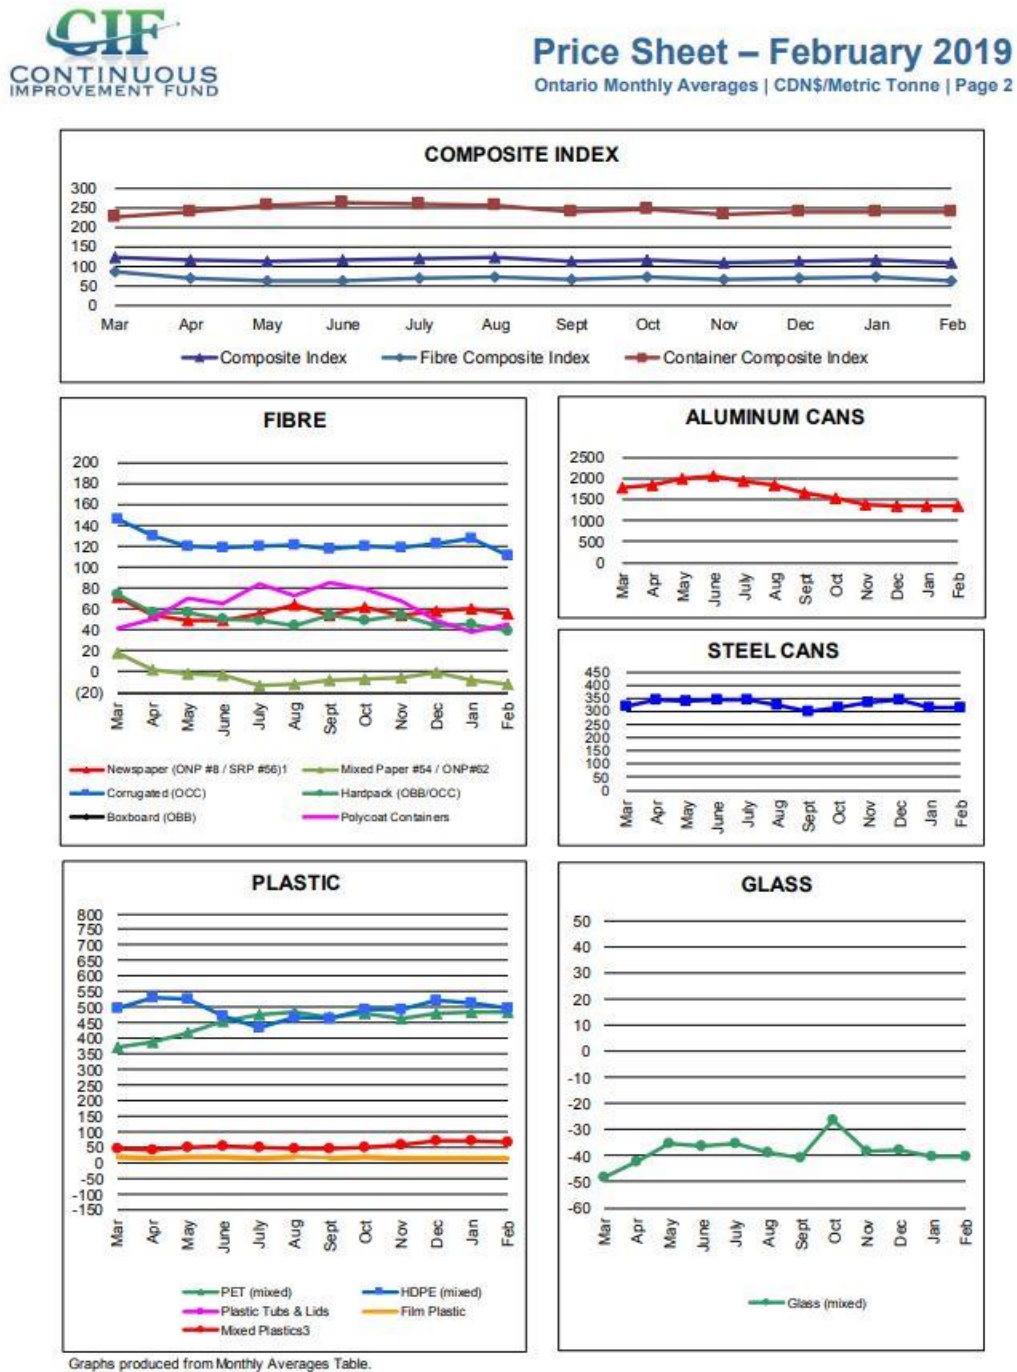 CIF
CONTINUOUS
IMPROVEMENT FUND
Price Sheet – February 2019
Ontario Monthly Averages | CDN$/Metric Tonne | Page 2
COMPOSITE INDEX
300
250
200
150
100
50
0
Mar Apr May June July Aug Sept Oct Nov Dec Jan Feb
Composite Index Fibre Composite Index Container Composite Index
FIBRE
200
180
160
140
120
100
80
60
40
20
0
(20)
Mar Apr May June July Aug Sept Oct Nov Dec Jan Feb
Newspaper (ONP #8 / SRP #56)1 Mixed Paper #54 / ONP#62
Corrugated (OCC) Hardpack (OBB/OCC)
Boxboard (OBB) Polycoat Containers
ALUMINUM CANS
2500
2000
1500
1000
500
0
Mar Apr May June July Aug Sept Oct Nov Dec Jan Feb
STEEL CANS
450
400
350
300
250
200
150
100
50
0
Mar Apr May June July Aug Sept Oct Nov Dec Jan Feb
PLASTIC
800
750
700
650
600
550
500
450
400
350
300
250
200
150
100
50
0
-50
-100
-150
Mar Apr May June July Aug Sept Oct Nov Dec Jan Feb
PET (mixed) HDPE (mixed)
Plastic Tubs & Lids Film Plastic
Mixed Plastics3
GLASS
50
40
30
20
10
0
-10
-20
-30
-40
-50
-60
Mar Apr May June July Aug Sept Oct Nov Dec Jan Feb
Glass (mixed)
Graphs produced from Monthly Averages Table.